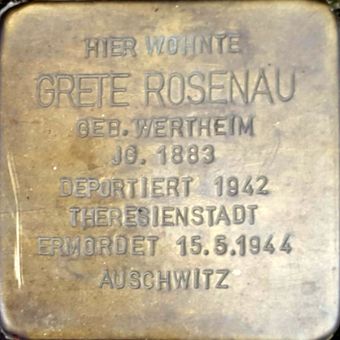 HIER WOHNTE
GRETE ROSENAU
GEB. WERTHEIM
JG. 1883
DEPORTIERT 1942
THERESIENSTADT
ERMORDET 15.5.1944
AUSCHWITZ